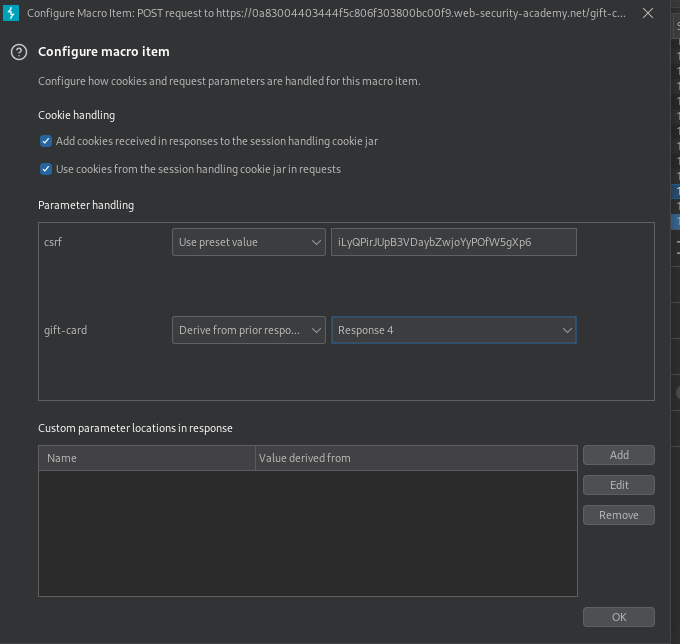 Configure Macro Item: POST request to https://0a83004403444f5c806f303800bc00f9.web-security-academy.net/gift-c...
Configure macro item
Configure how cookies and request parameters are handled for this macro item.
Cookie handling
Add cookies received in responses to the session handling cookie jar
Use cookies from the session handling cookie jar in requests
Parameter handling
csrf Use preset value iLyQPirJUpB3VDaybZwjoYyPOfW5gXp6
gift-card Derive from prior respo... Response 4
Custom parameter locations in response
Name Value derived from
Add
Edit
Remove
OK